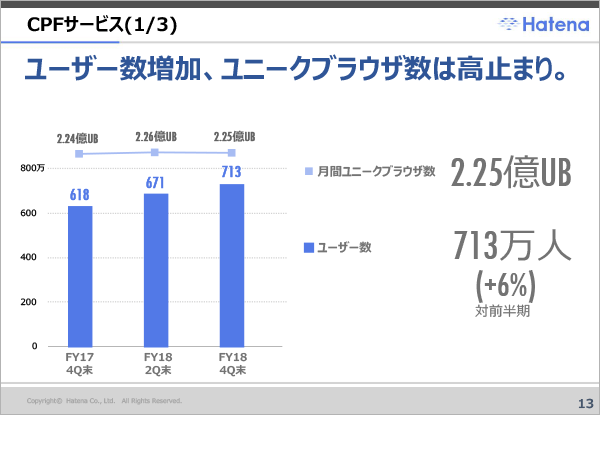 CPFサービス(1/3)
Hatena
ユーザー数増加、ユニークブラウザ数は高止まり。
2.24億UB
2.26億UB
2.25億UB
800万
600
400
200
0
618
671
713
FY17
4Q末
FY18
2Q末
FY18
4Q末
月間ユニークブラウザ数
ユーザー数
2.25億UB
713万人
(+6%)
対前半期
Copyright© Hatena Co., Ltd. All Rights Reserved.
13